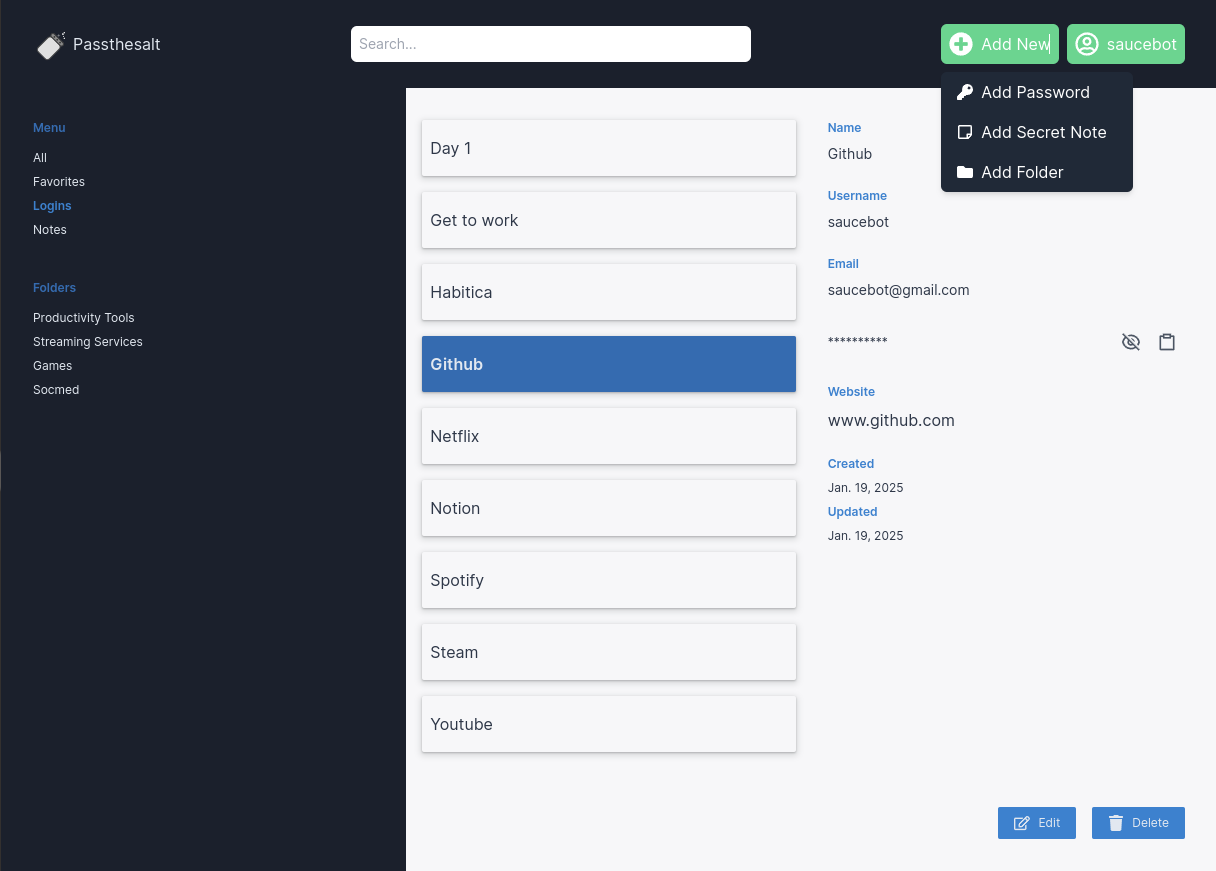 Passthesalt
Search...
Add New
saucebot
Add Password
Add Secret Note
Add Folder
Menu
All
Favorites
Logins
Notes
Folders
Productivity Tools
Streaming Services
Games
Socmed
Day 1
Get to work
Habitica
Github
Netflix
Notion
Spotify
Steam
Youtube
Name
Github
Username
saucebot
Email
saucebot@gmail.com
**********
Website
www.github.com
Created
Jan. 19, 2025
Updated
Jan. 19, 2025
Edit
Delete